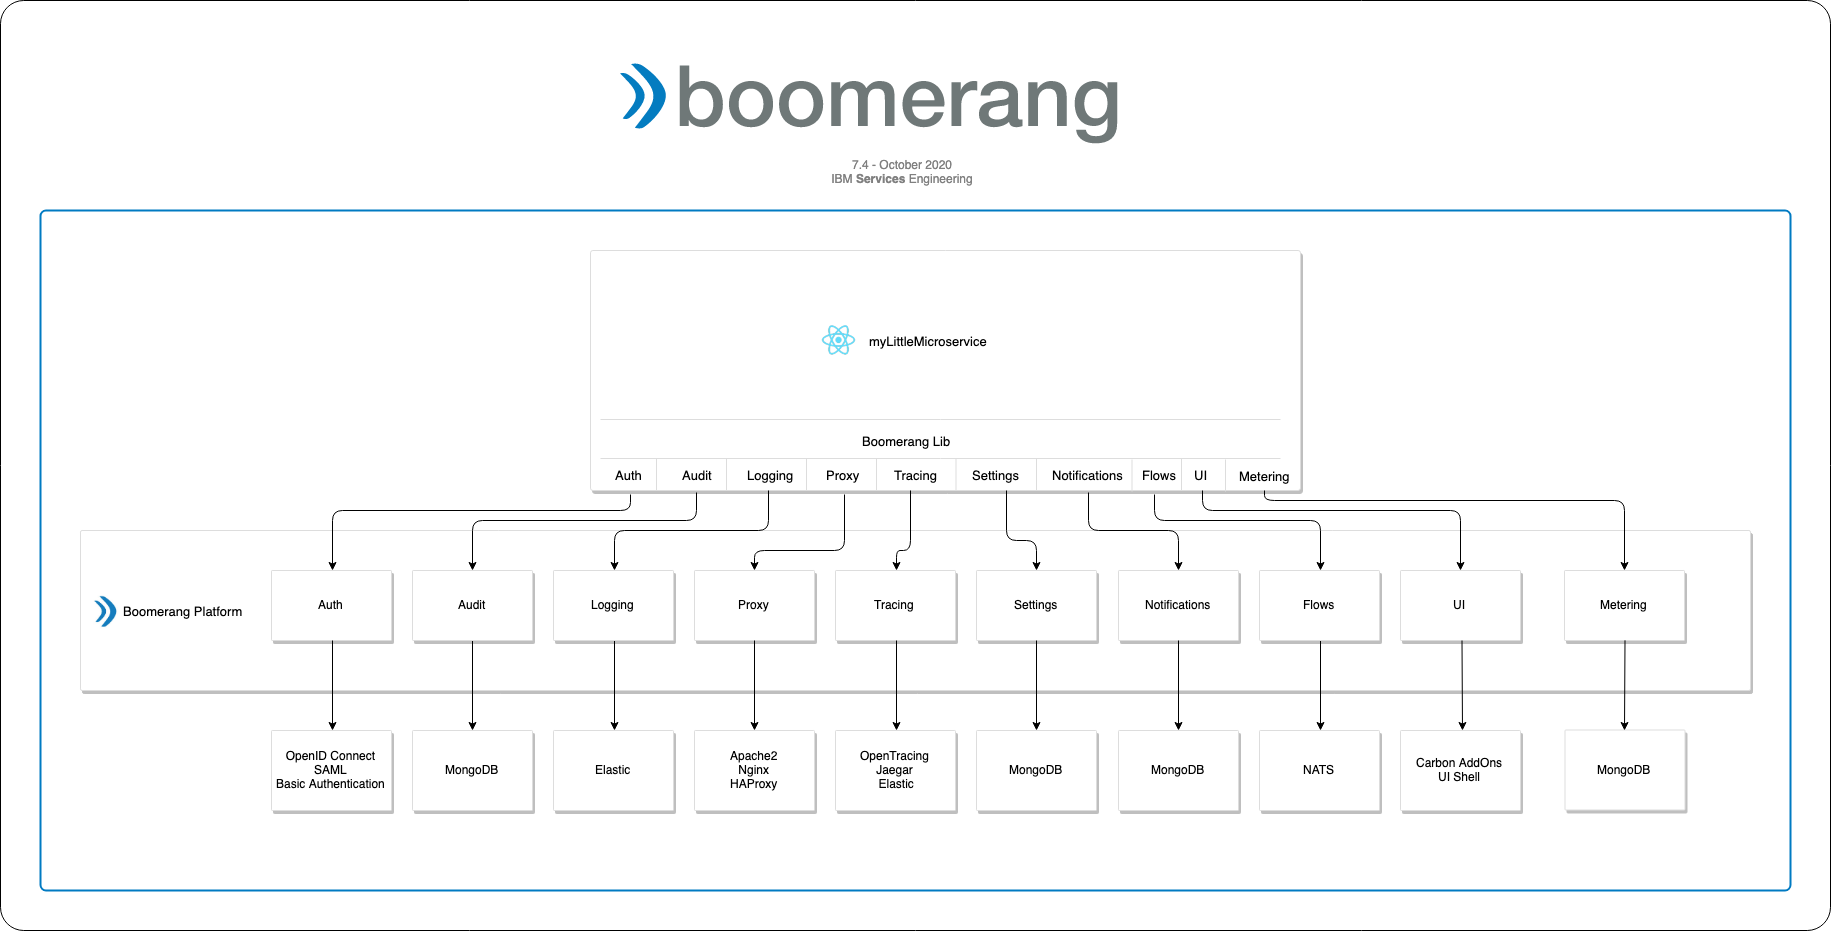 boomerang
7.4 - October 2020
IBM Services Engineering
myLittleMicroservice
Boomerang Lib
Auth
Audit
Logging
Proxy
Tracing
Settings
Notifications
Flows
UI
Metering
Boomerang Platform
Auth
Audit
Logging
Proxy
Tracing
Settings
Notifications
Flows
UI
Metering
OpenID Connect
SAML
Basic Authentication
MongoDB
Elastic
Apache2
Nginx
HAProxy
OpenTracing
Jaegar
Elastic
MongoDB
MongoDB
NATS
Carbon AddOns
UI Shell
MongoDB